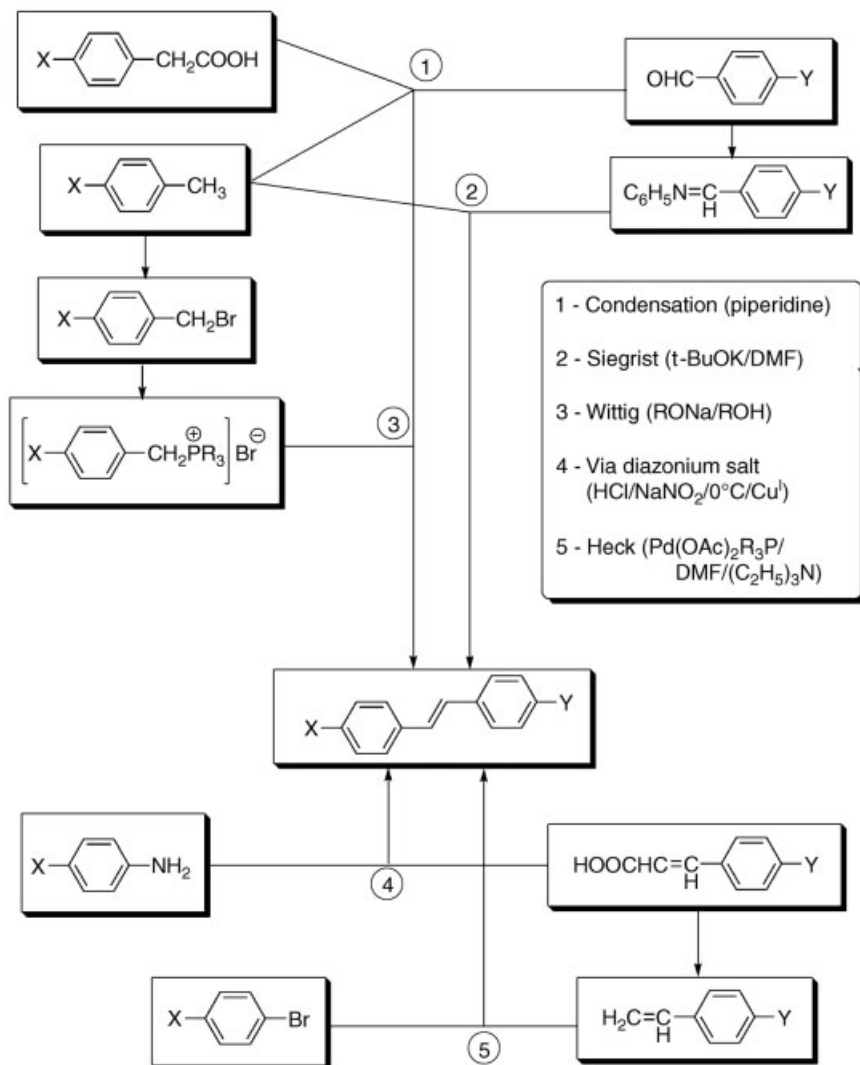 X
CH₂COOH
1
OHC
Y
X
CH₃
2
C₆H₅N=C
H
Y
X
CH₂Br
1 - Condensation (piperidine)
2 - Siegrist (t-BuOK/DMF)
3 - Wittig (RONa/ROH)
4 - Via diazonium salt
(HCl/NaNO₂/0°C/Cuᴵ)
5 - Heck (Pd(OAc)₂R₃P/
DMF/(C₂H₅)₃N)
3
[X CH₂P⊕R₃] Br⊖
X
Y
X
NH₂
4
HOOCHC=C
H
Y
X
Br
5
H₂C=C
H
Y